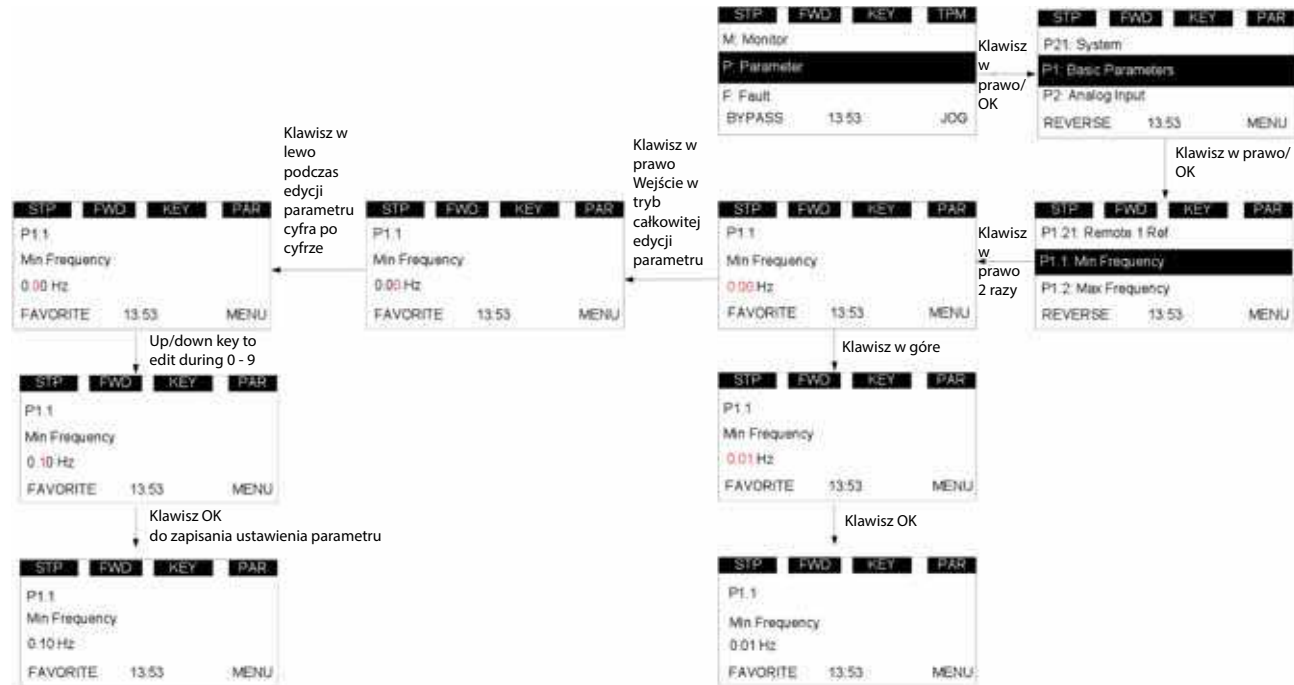 STP FWD KEY TPM
M: Monitor
P: Parameter
F: Fault
BYPASS 13:53 JOG
Klawisz
w
prawo/
OK
STP FWD KEY PAR
P21: System
P1: Basic Parameters
P2: Analog Input
REVERSE 13:53 MENU
Klawisz w prawo/
OK
STP FWD KEY PAR
P1.21: Remote 1 Ref
P1.1: Min Frequency
P1.2: Max Frequency
REVERSE 13:53 MENU
Klawisz
w
prawo
2 razy
STP FWD KEY PAR
P1.1
Min Frequency
0.00 Hz
FAVORITE 13:53 MENU
Klawisz w
prawo
Wejście w
tryb
całkowitej
edycji
parametru
STP FWD KEY PAR
P1.1
Min Frequency
0.00 Hz
FAVORITE 13:53 MENU
Klawisz w
lewo
podczas
edycji
parametru
cyfra po
cyfrze
STP FWD KEY PAR
P1.1
Min Frequency
0.00 Hz
FAVORITE 13:53 MENU
Up/down key to
edit during 0 - 9
STP FWD KEY PAR
P1.1
Min Frequency
0.10 Hz
FAVORITE 13:53 MENU
Klawisz OK
do zapisania ustawienia parametru
STP FWD KEY PAR
P1.1
Min Frequency
0.10 Hz
FAVORITE 13:53 MENU
Klawisz w góre
STP FWD KEY PAR
P1.1
Min Frequency
0.01 Hz
FAVORITE 13:53 MENU
Klawisz OK
STP FWD KEY PAR
P1.1
Min Frequency
0.01 Hz
FAVORITE 13:53 MENU